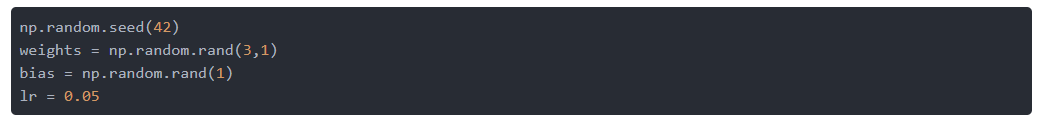 np.random.seed(42)
weights = np.random.rand(3,1)
bias = np.random.rand(1)
lr = 0.05